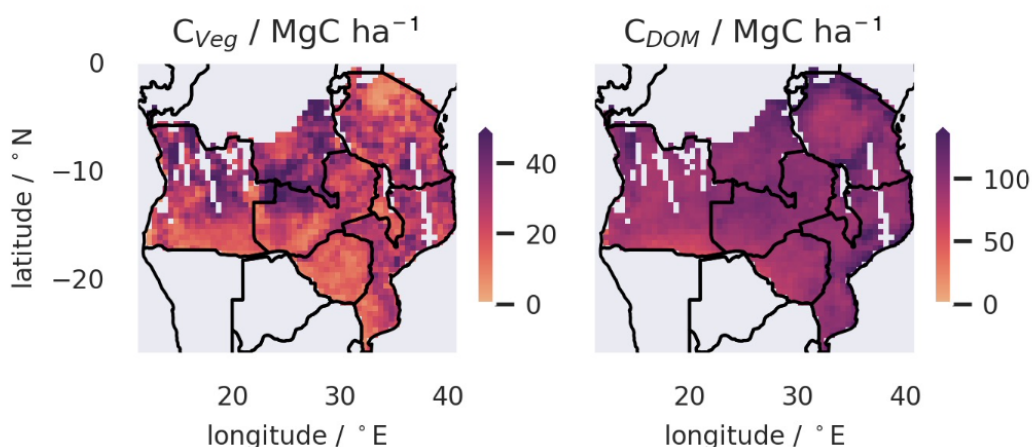 C_Veg / MgC ha⁻¹
C_DOM / MgC ha⁻¹
0
−10
−20
latitude / °N
40
20
0
100
50
0
20 30 40
20 30 40
longitude / °E
longitude / °E